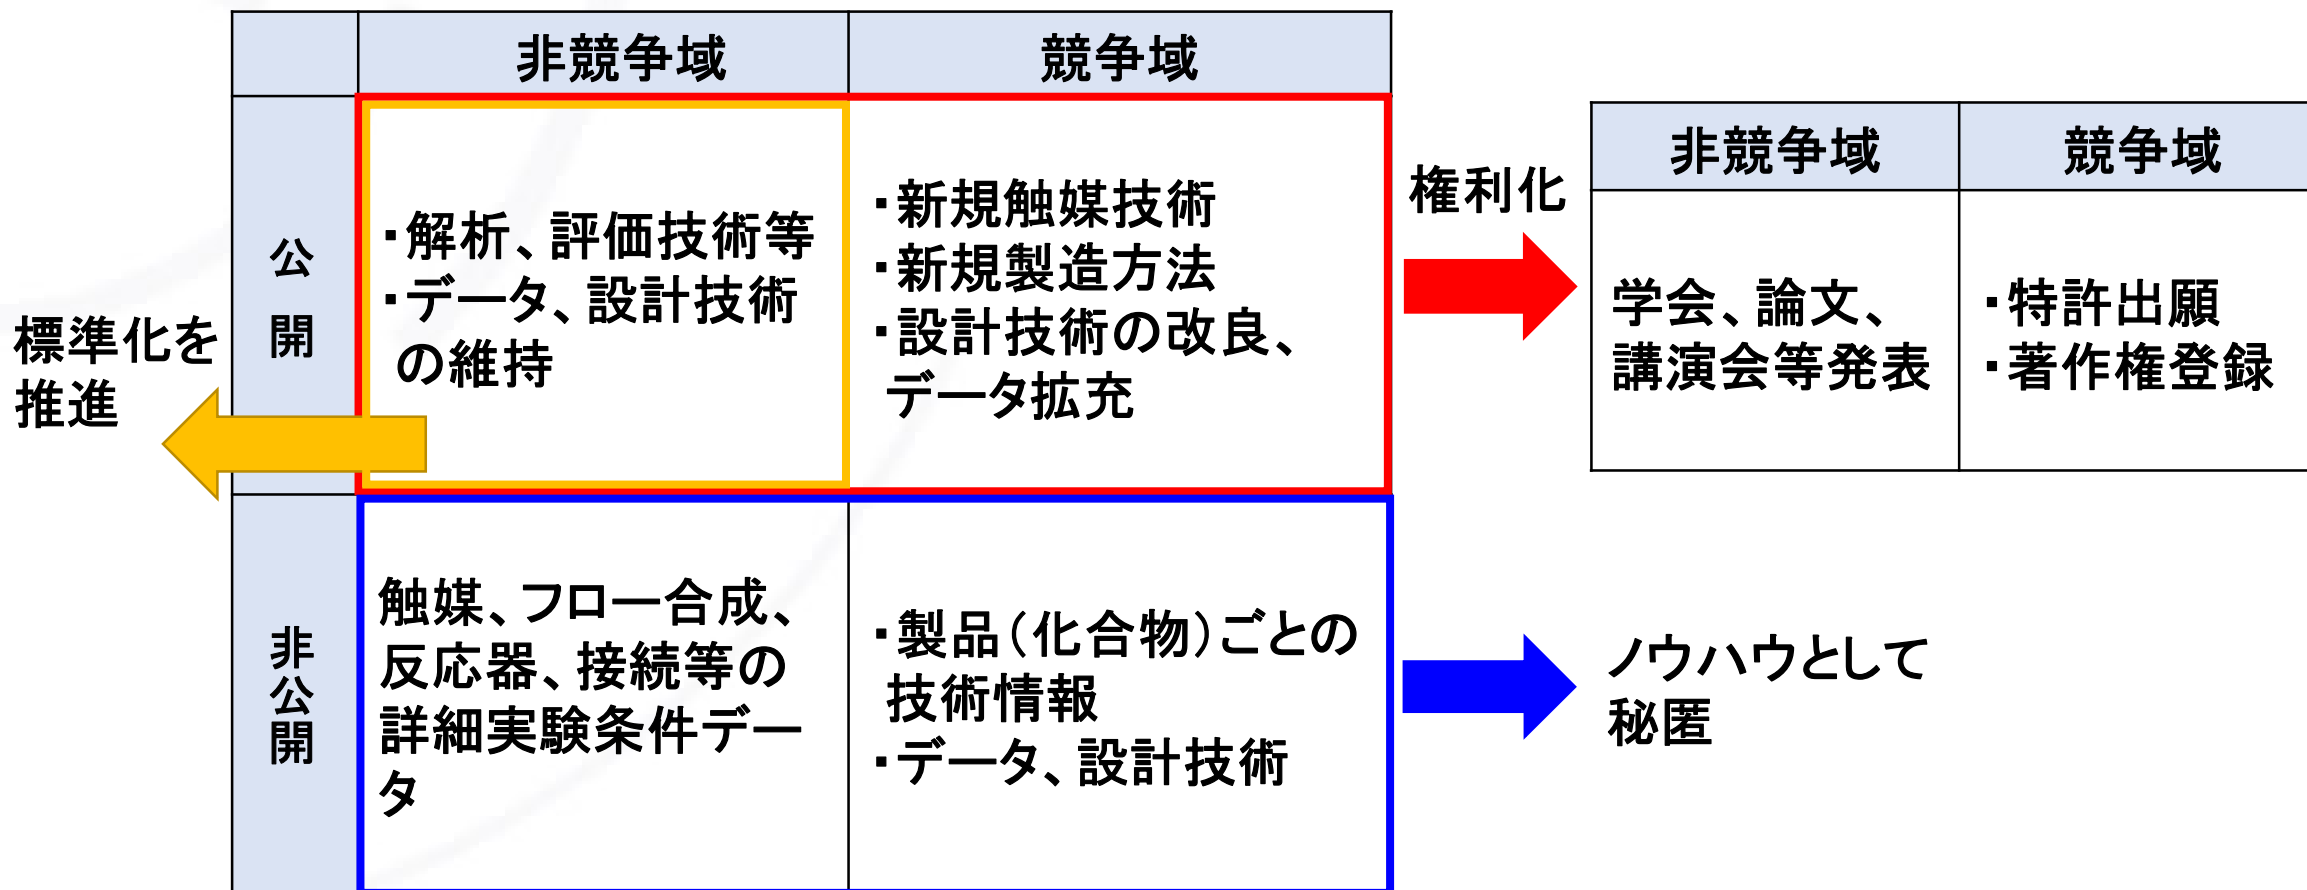 非競争域
競争域
公開
・解析、評価技術等
・データ、設計技術
の維持
・新規触媒技術
・新規製造方法
・設計技術の改良、
データ拡充
非公開
触媒、フロー合成、
反応器、接続等の
詳細実験条件デー
タ
・製品（化合物）ごとの
技術情報
・データ、設計技術
標準化を
推進
権利化
非競争域
競争域
学会、論文、
講演会等発表
・特許出願
・著作権登録
ノウハウとして
秘匿